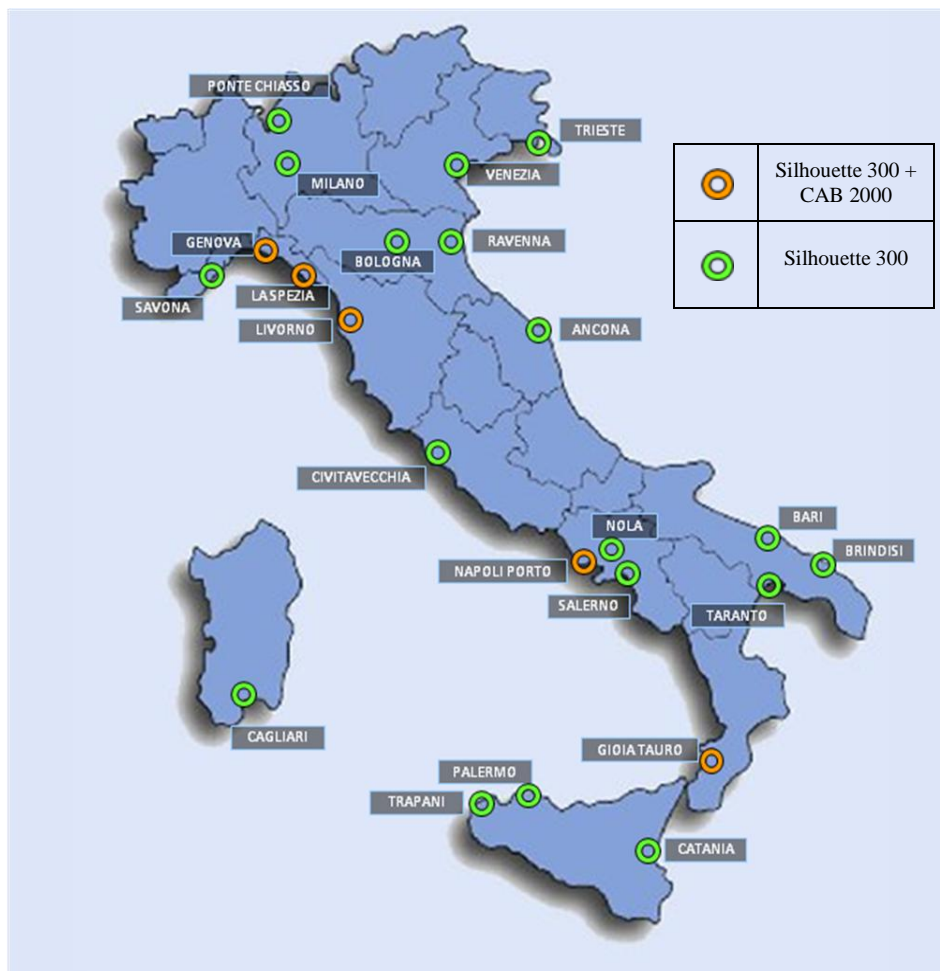 PONTE CHIASSO
TRIESTE
MILANO
VENEZIA
Silhouette 300 +
CAB 2000
GENOVA
BOLOGNA
RAVENNA
Silhouette 300
SAVONA
LA SPEZIA
LIVORNO
ANCONA
CIVITAVECCHIA
NOLA
BARI
BRINDISI
NAPOLI PORTO
SALERNO
TARANTO
CAGLIARI
GIOIA TAURO
PALERMO
TRAPANI
CATANIA